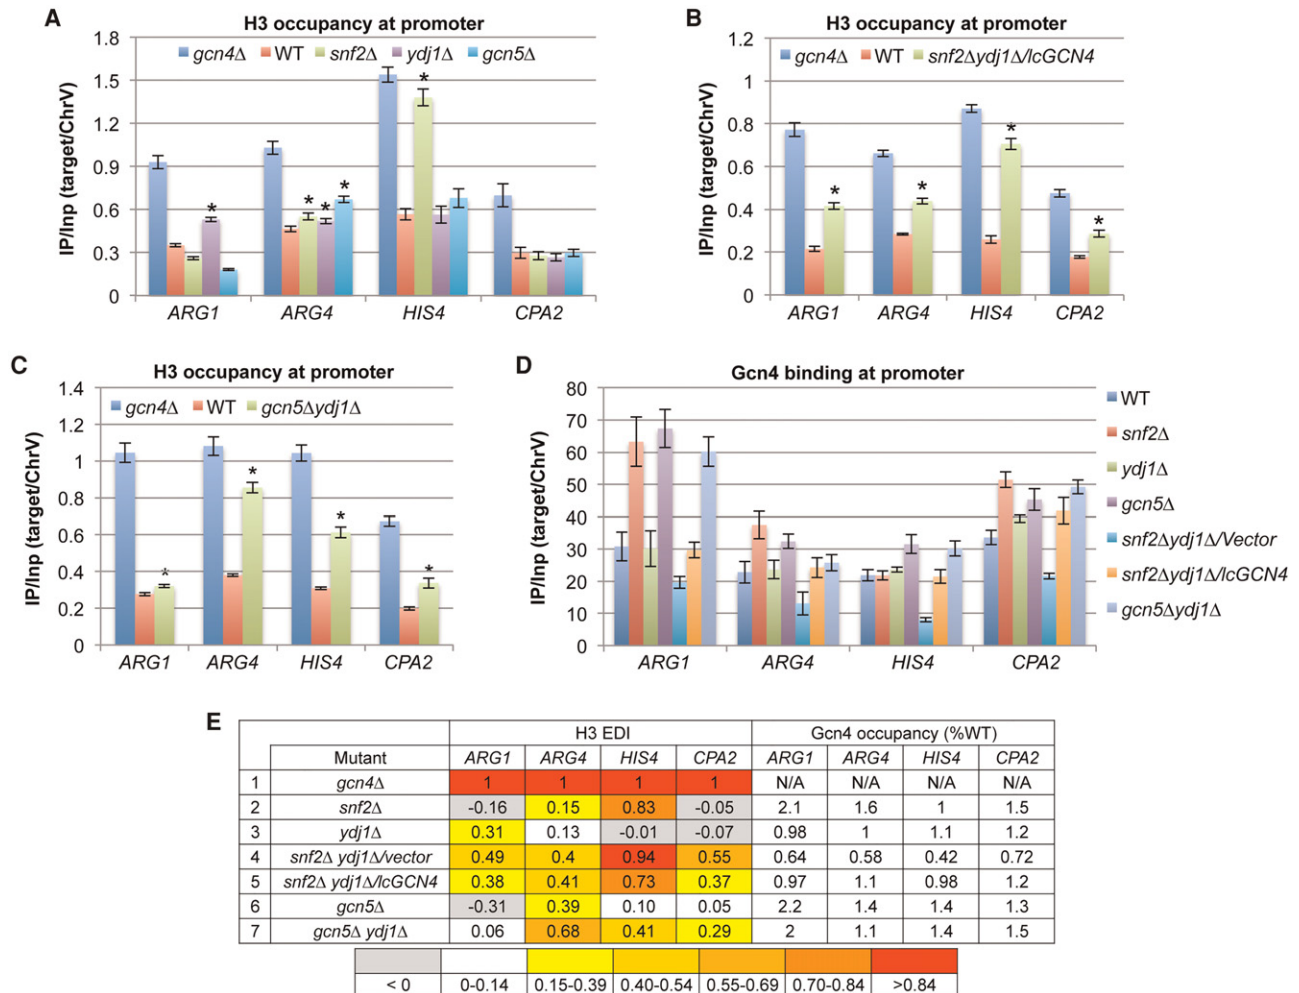 A
H3 occupancy at promoter
gcn4Δ WT snf2Δ ydj1Δ gcn5Δ
IP/Inp (target/ChrV)
1.8
1.5
1.2
0.9
0.6
0.3
0
* * * * *
ARG1 ARG4 HIS4 CPA2
B
H3 occupancy at promoter
gcn4Δ WT snf2Δydj1Δ/lcGCN4
IP/Inp (target/ChrV)
1.2
1
0.8
0.6
0.4
0.2
0
* * * *
ARG1 ARG4 HIS4 CPA2
C
H3 occupancy at promoter
gcn4Δ WT gcn5Δydj1Δ
IP/Inp (target/ChrV)
1.4
1.2
1
0.8
0.6
0.4
0.2
0
* * * *
ARG1 ARG4 HIS4 CPA2
D
Gcn4 binding at promoter
IP/Inp (target/ChrV)
80
70
60
50
40
30
20
10
0
ARG1 ARG4 HIS4 CPA2
WT
snf2Δ
ydj1Δ
gcn5Δ
snf2Δydj1Δ/Vector
snf2Δydj1Δ/lcGCN4
gcn5Δydj1Δ
E
H3 EDI Gcn4 occupancy (%WT)
Mutant ARG1 ARG4 HIS4 CPA2 ARG1 ARG4 HIS4 CPA2
1 gcn4Δ 1 1 1 1 N/A N/A N/A N/A
2 snf2Δ -0.16 0.15 0.83 -0.05 2.1 1.6 1 1.5
3 ydj1Δ 0.31 0.13 -0.01 -0.07 0.98 1 1.1 1.2
4 snf2Δ ydj1Δ/vector 0.49 0.4 0.94 0.55 0.64 0.58 0.42 0.72
5 snf2Δ ydj1Δ/lcGCN4 0.38 0.41 0.73 0.37 0.97 1.1 0.98 1.2
6 gcn5Δ -0.31 0.39 0.10 0.05 2.2 1.4 1.4 1.3
7 gcn5Δ ydj1Δ 0.06 0.68 0.41 0.29 2 1.1 1.4 1.5
< 0 0-0.14 0.15-0.39 0.40-0.54 0.55-0.69 0.70-0.84 >0.84